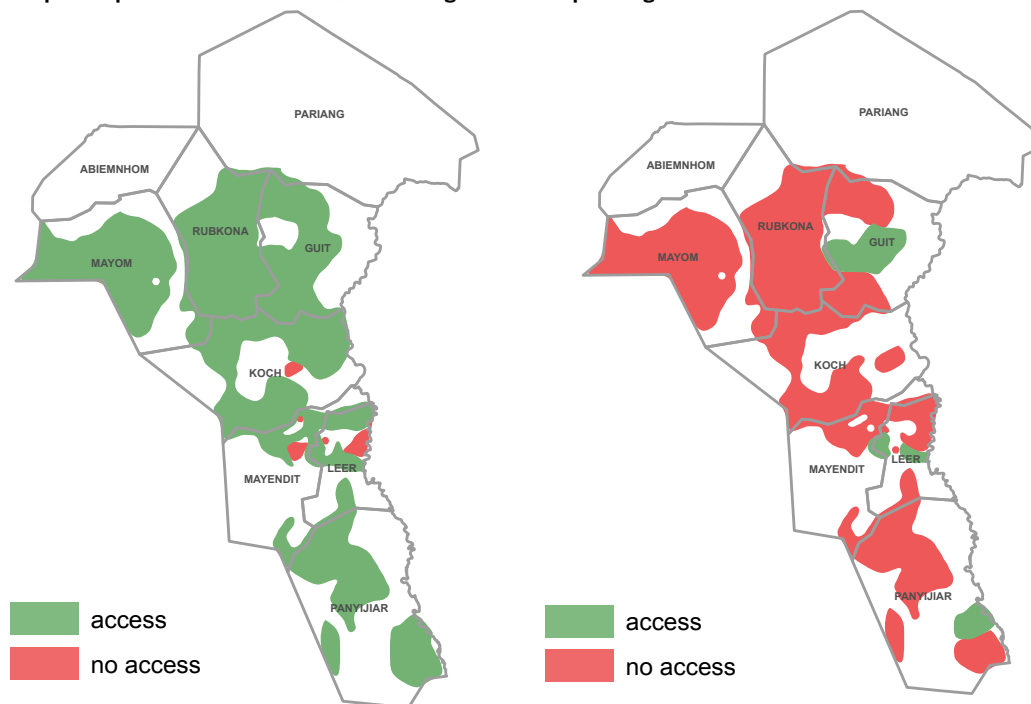 PARIANG
ABIEMNHOM
RUBKONA
GUIT
MAYOM
KOCH
MAYENDIT
LEER
PANYIJIAR
access
no access
PARIANG
ABIEMNHOM
RUBKONA
GUIT
MAYOM
KOCH
LEER
MAYENDIT
PANYIJIAR
access
no access